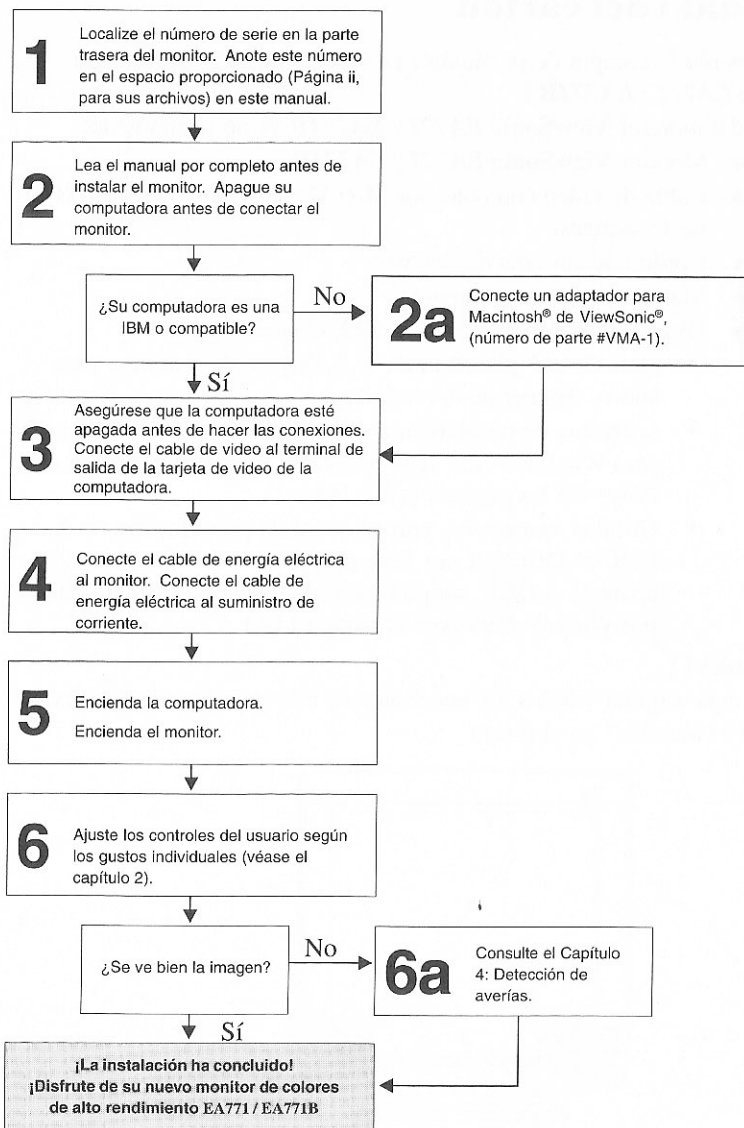 1
Localize el número de serie en la parte
trasera del monitor. Anote este número
en el espacio proporcionado (Página ii,
para sus archivos) en este manual.
2
Lea el manual por completo antes de
instalar el monitor. Apague su
computadora antes de conectar el
monitor.
¿Su computadora es una
IBM o compatible?
No
2a
Conecte un adaptador para
Macintosh® de ViewSonic®,
(número de parte #VMA-1).
Sí
3
Asegúrese que la computadora esté
apagada antes de hacer las conexiones.
Conecte el cable de video al terminal de
salida de la tarjeta de video de la
computadora.
4
Conecte el cable de energía eléctrica
al monitor. Conecte el cable de
energía eléctrica al suministro de
corriente.
5
Encienda la computadora.
Encienda el monitor.
6
Ajuste los controles del usuario según
los gustos individuales (véase el
capítulo 2).
¿Se ve bien la imagen?
No
6a
Consulte el Capítulo
4: Detección de
averías.
Sí
¡La instalación ha concluido!
¡Disfrute de su nuevo monitor de colores
de alto rendimiento EA771 / EA771B